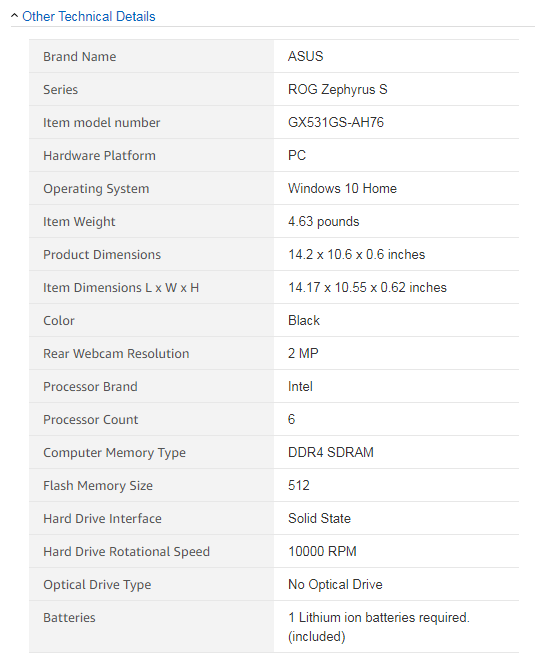 Other Technical Details
Brand Name ASUS
Series ROG Zephyrus S
Item model number GX531GS-AH76
Hardware Platform PC
Operating System Windows 10 Home
Item Weight 4.63 pounds
Product Dimensions 14.2 x 10.6 x 0.6 inches
Item Dimensions L x W x H 14.17 x 10.55 x 0.62 inches
Color Black
Rear Webcam Resolution 2 MP
Processor Brand Intel
Processor Count 6
Computer Memory Type DDR4 SDRAM
Flash Memory Size 512
Hard Drive Interface Solid State
Hard Drive Rotational Speed 10000 RPM
Optical Drive Type No Optical Drive
Batteries 1 Lithium ion batteries required.
(included)